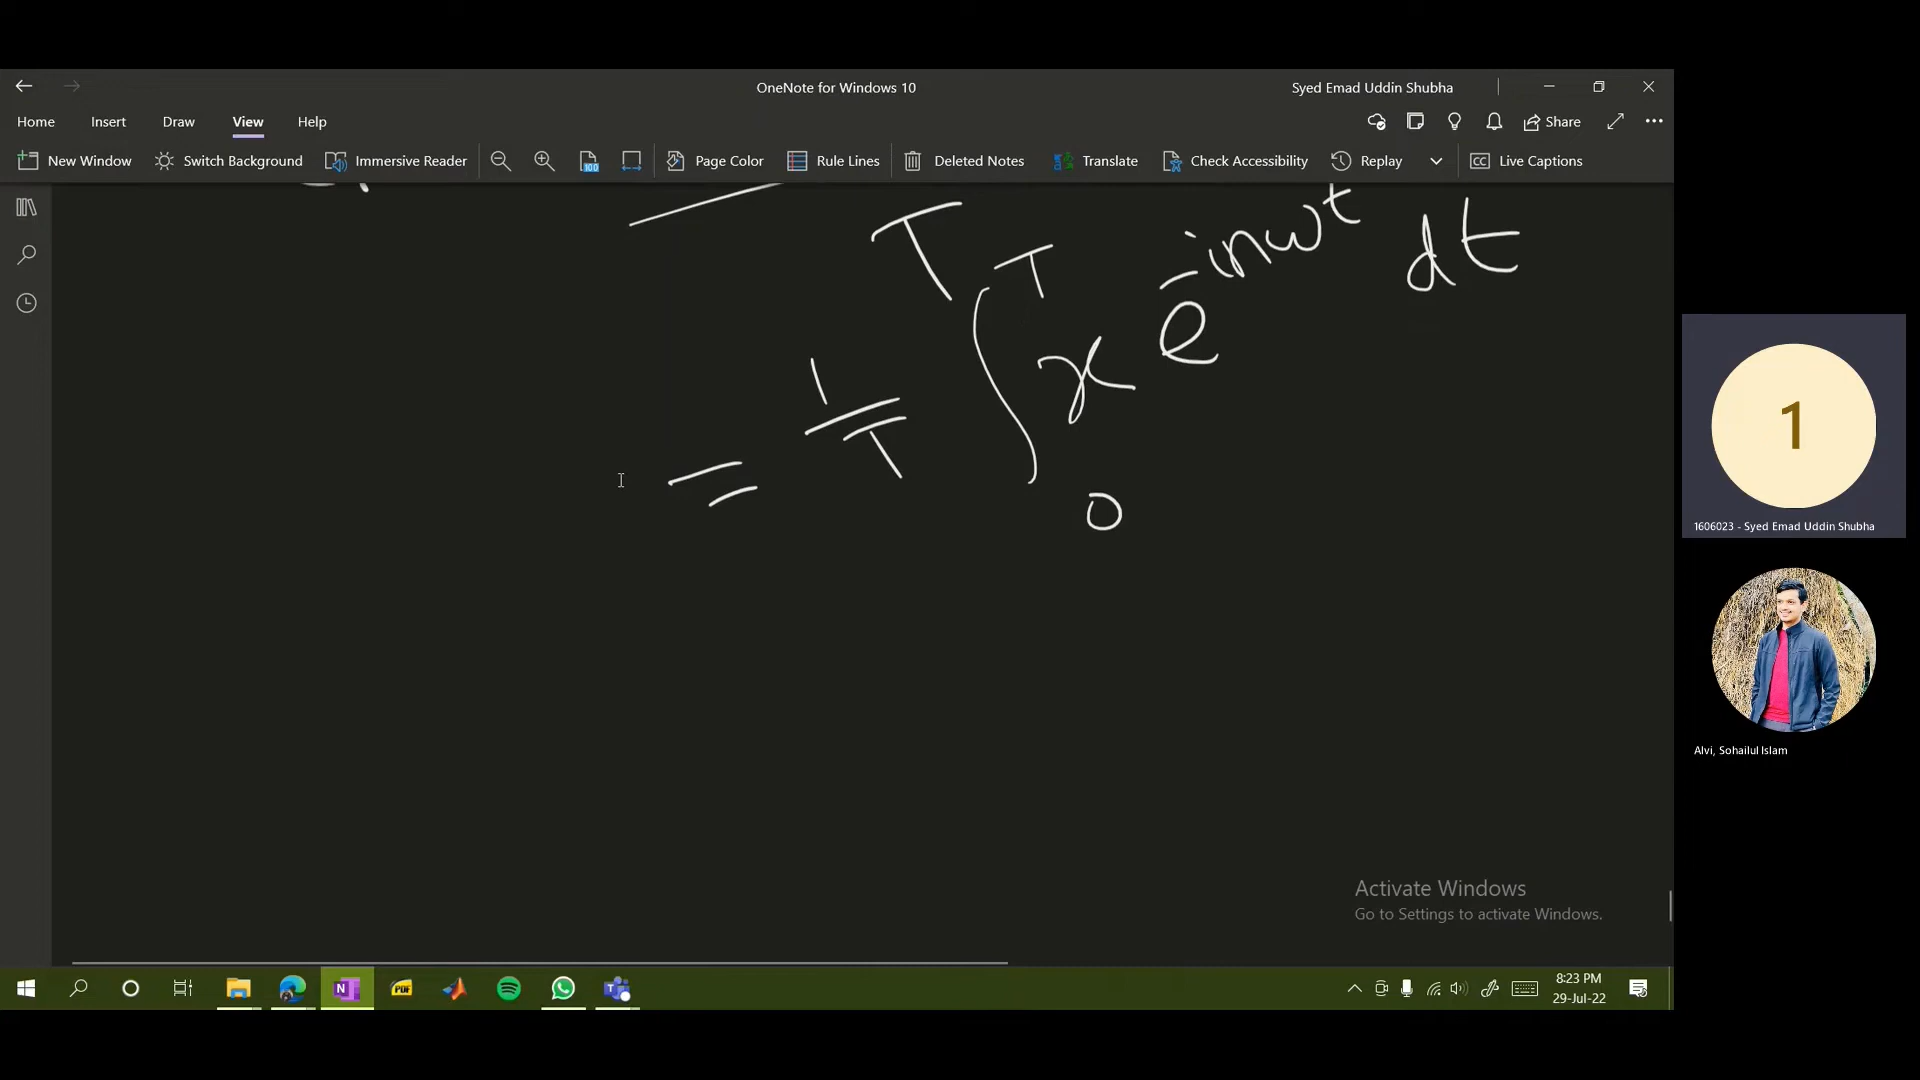 OneNote for Windows 10
Syed Emad Uddin Shubha
Home Insert Draw View Help
Share
New Window Switch Background Immersive Reader Page Color Rule Lines Deleted Notes Translate Check Accessibility Replay Live Captions
T
= 1/T ∫₀ᵀ x e^{-inωt} dt
1
1606023 - Syed Emad Uddin Shubha
Alvi, Sohailul Islam
Activate Windows
Go to Settings to activate Windows.
8:23 PM
29-Jul-22